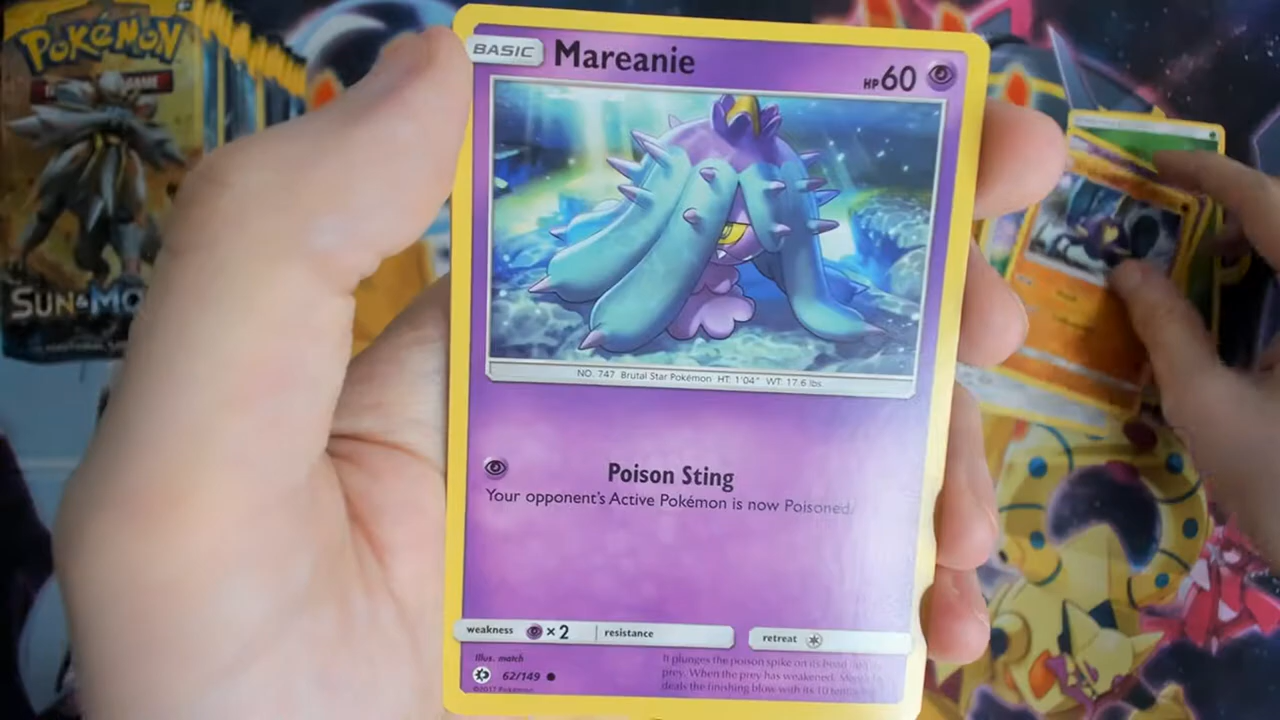 POKÉMON
SUN & MO
BASIC
Mareanie
HP60
NO. 747 Brutal Star Pokémon HT: 1'04" WT: 17.6 lbs
Poison Sting
Your opponent's Active Pokémon is now Poisoned.
weakness ×2 resistance
retreat
Illus. match
62/149
©2017 Pokémon
It plunges the poison spike on its head
prey. When the prey has weakened,
deals the finishing blow with its 10